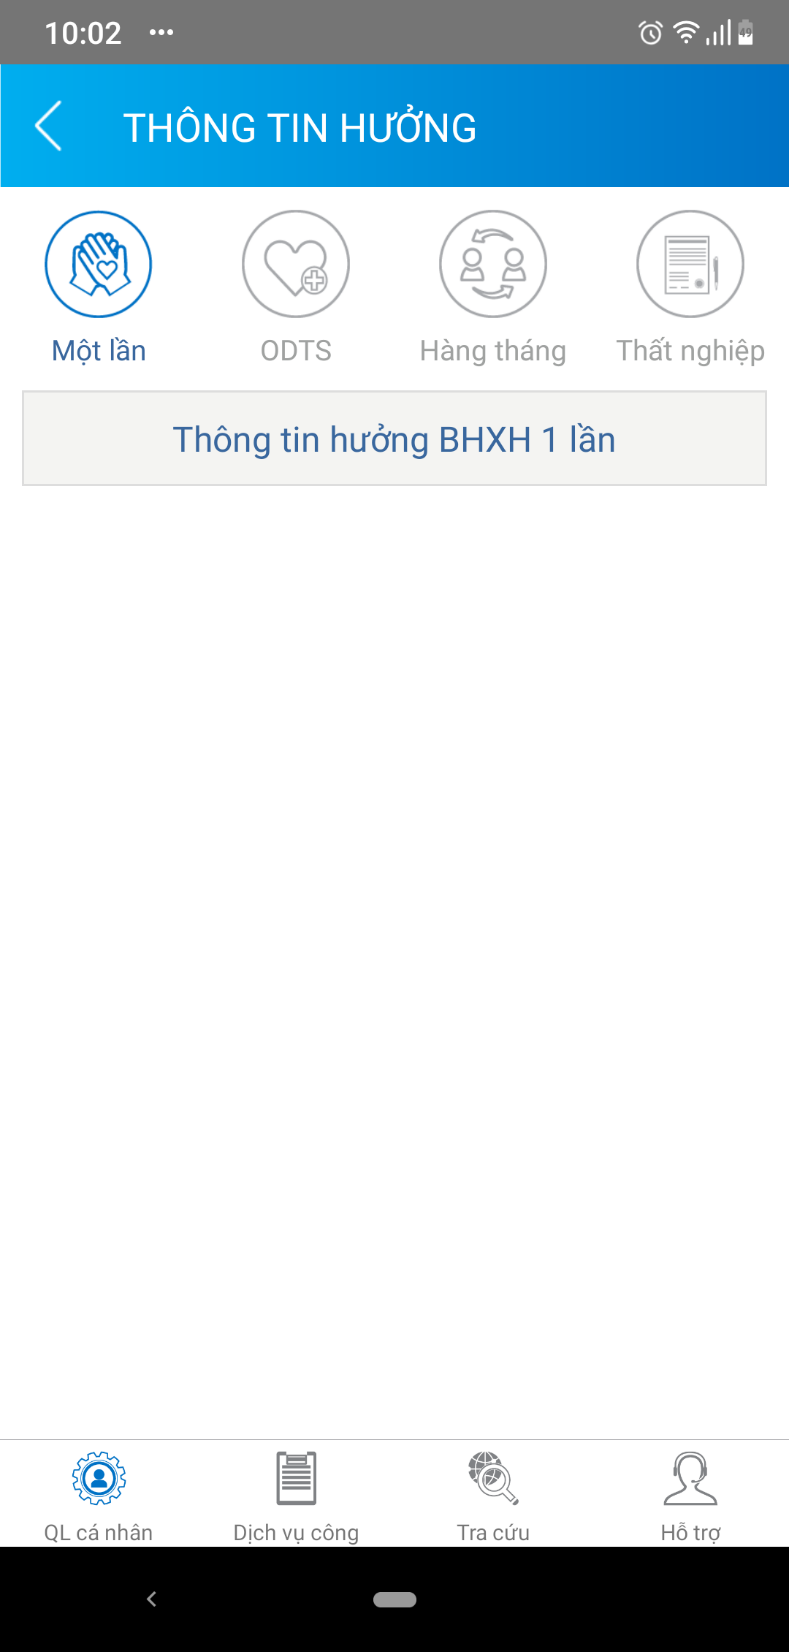 10:02 ...
49
THÔNG TIN HƯỞNG
Một lần
ODTS
Hàng tháng
Thất nghiệp
Thông tin hưởng BHXH 1 lần
QL cá nhân
Dịch vụ công
Tra cứu
Hỗ trợ